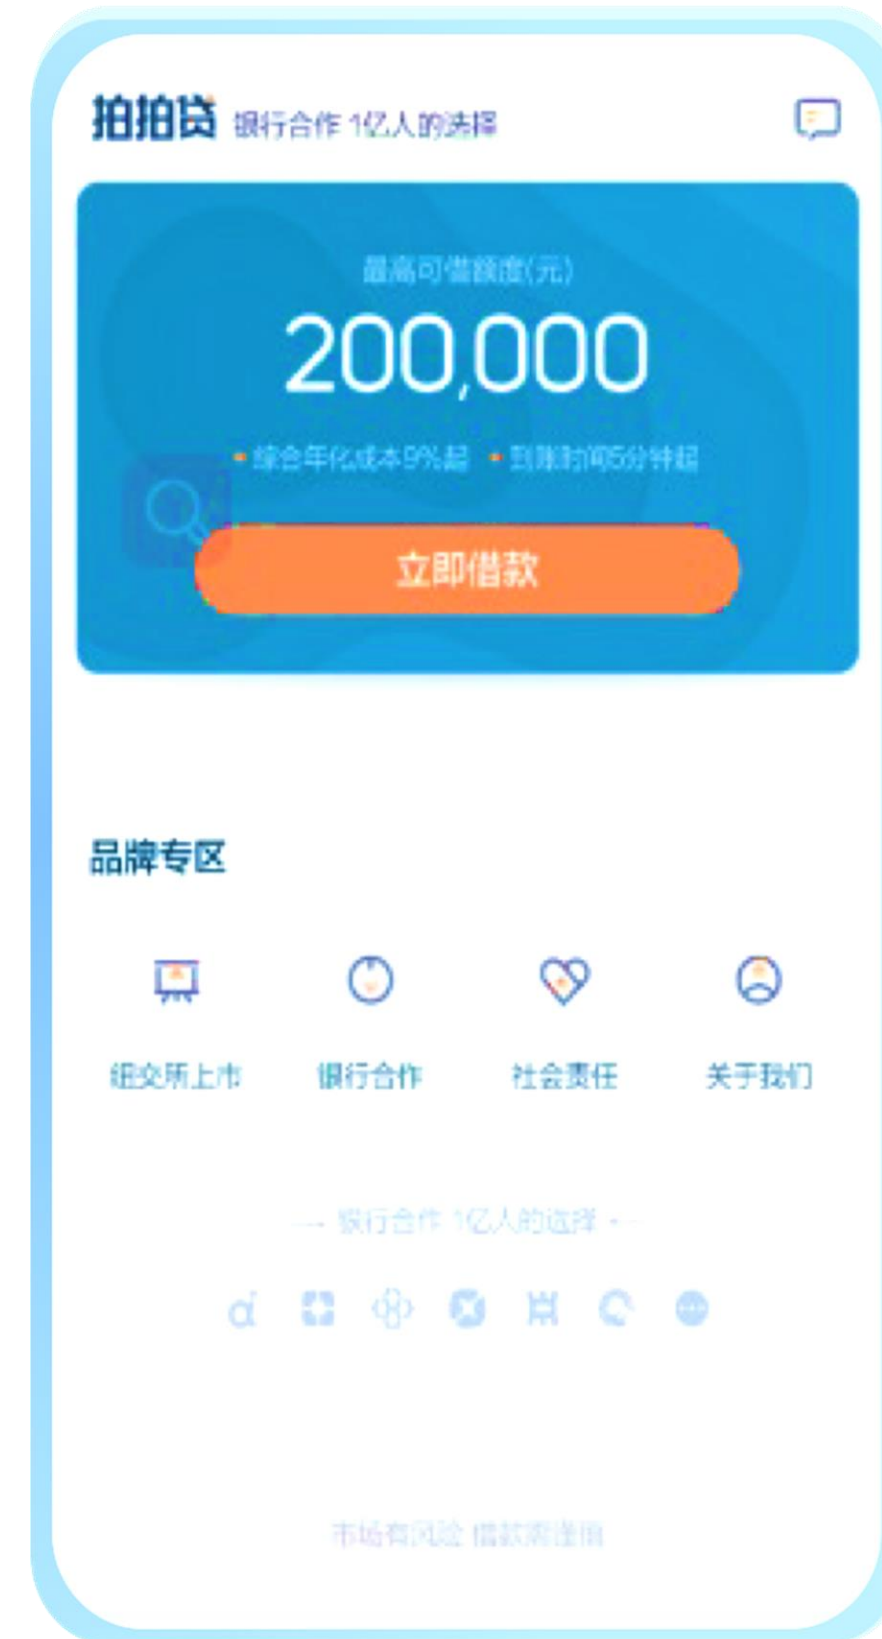 拍拍贷 银行合作 1亿人的选择
最高可借额度(元)
200,000
综合年化成本9%起 到账时间5分钟起
立即借款
品牌专区
纽交所上市 银行合作 社会责任 关于我们
银行合作 1亿人的选择
市场有风险 借款需谨慎